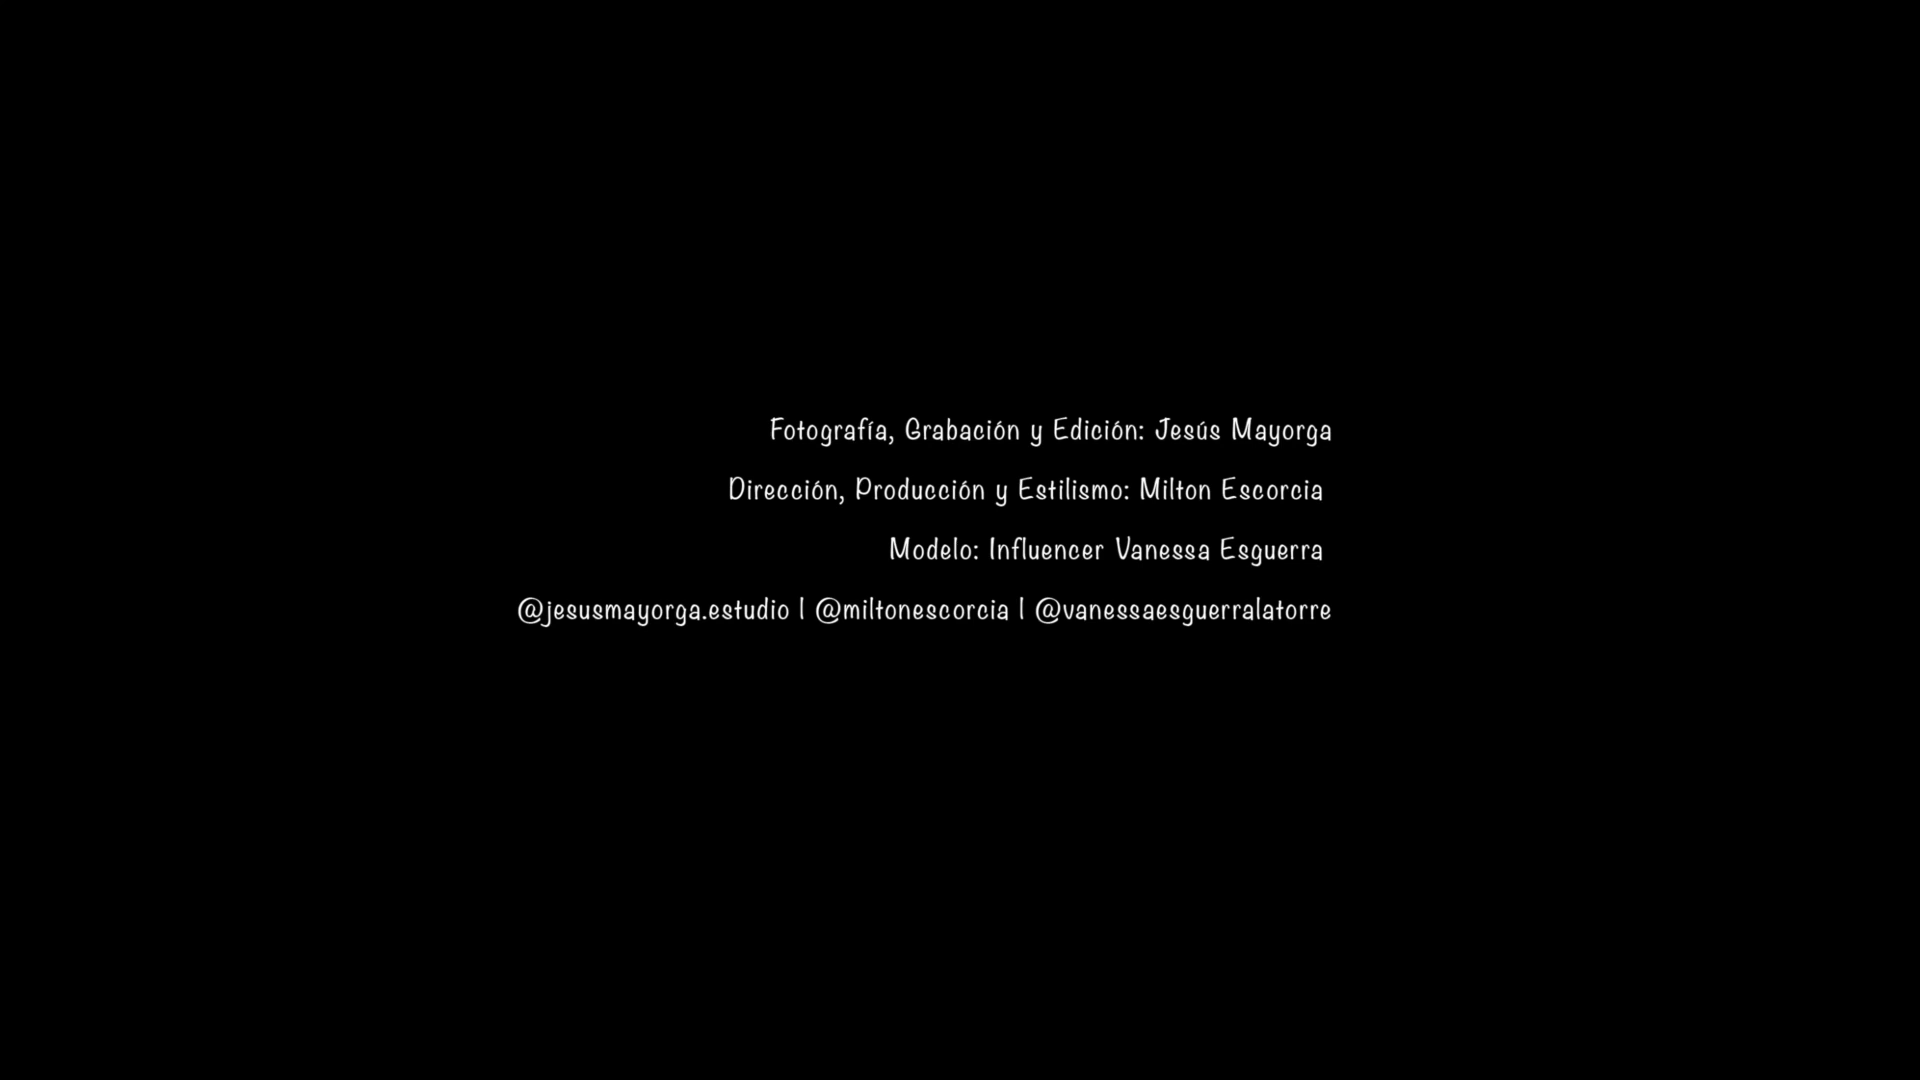 Fotografía, Grabación y Edición: Jesús Mayorga
Dirección, Producción y Estilismo: Milton Escorcia
Modelo: Influencer Vanessa Esguerra
@jesusmayorga.estudio | @miltonescorcia | @vanessaesguerralatorre